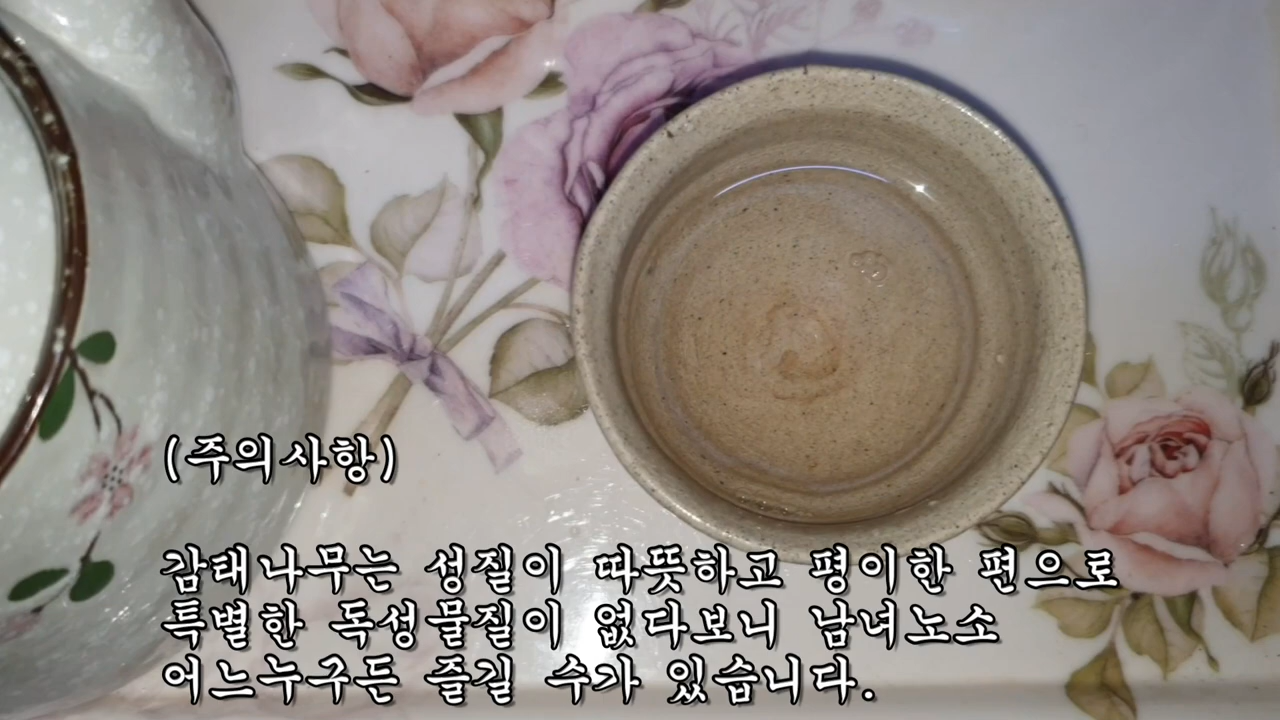 (주의사항)
감태나무는 성질이 따뜻하고 평이한 편으로
특별한 독성물질이 없다보니 남녀노소
어느누구든 즐길 수가 있습니다.